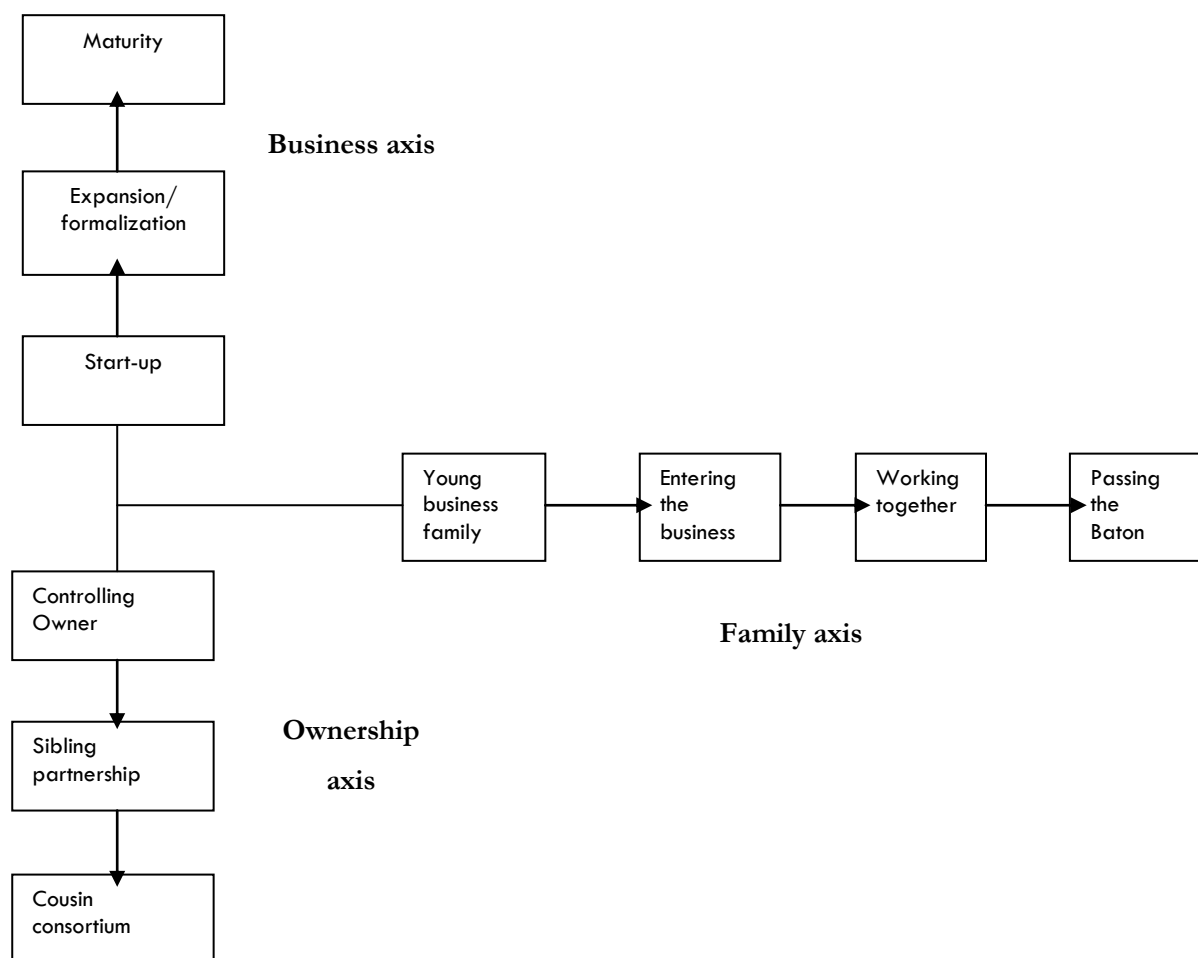 Maturity
Business axis
Expansion/
formalization
Start-up
Young
business
family
Entering
the
business
Working
together
Passing
the
Baton
Controlling
Owner
Family axis
Sibling
partnership
Ownership
axis
Cousin
consortium